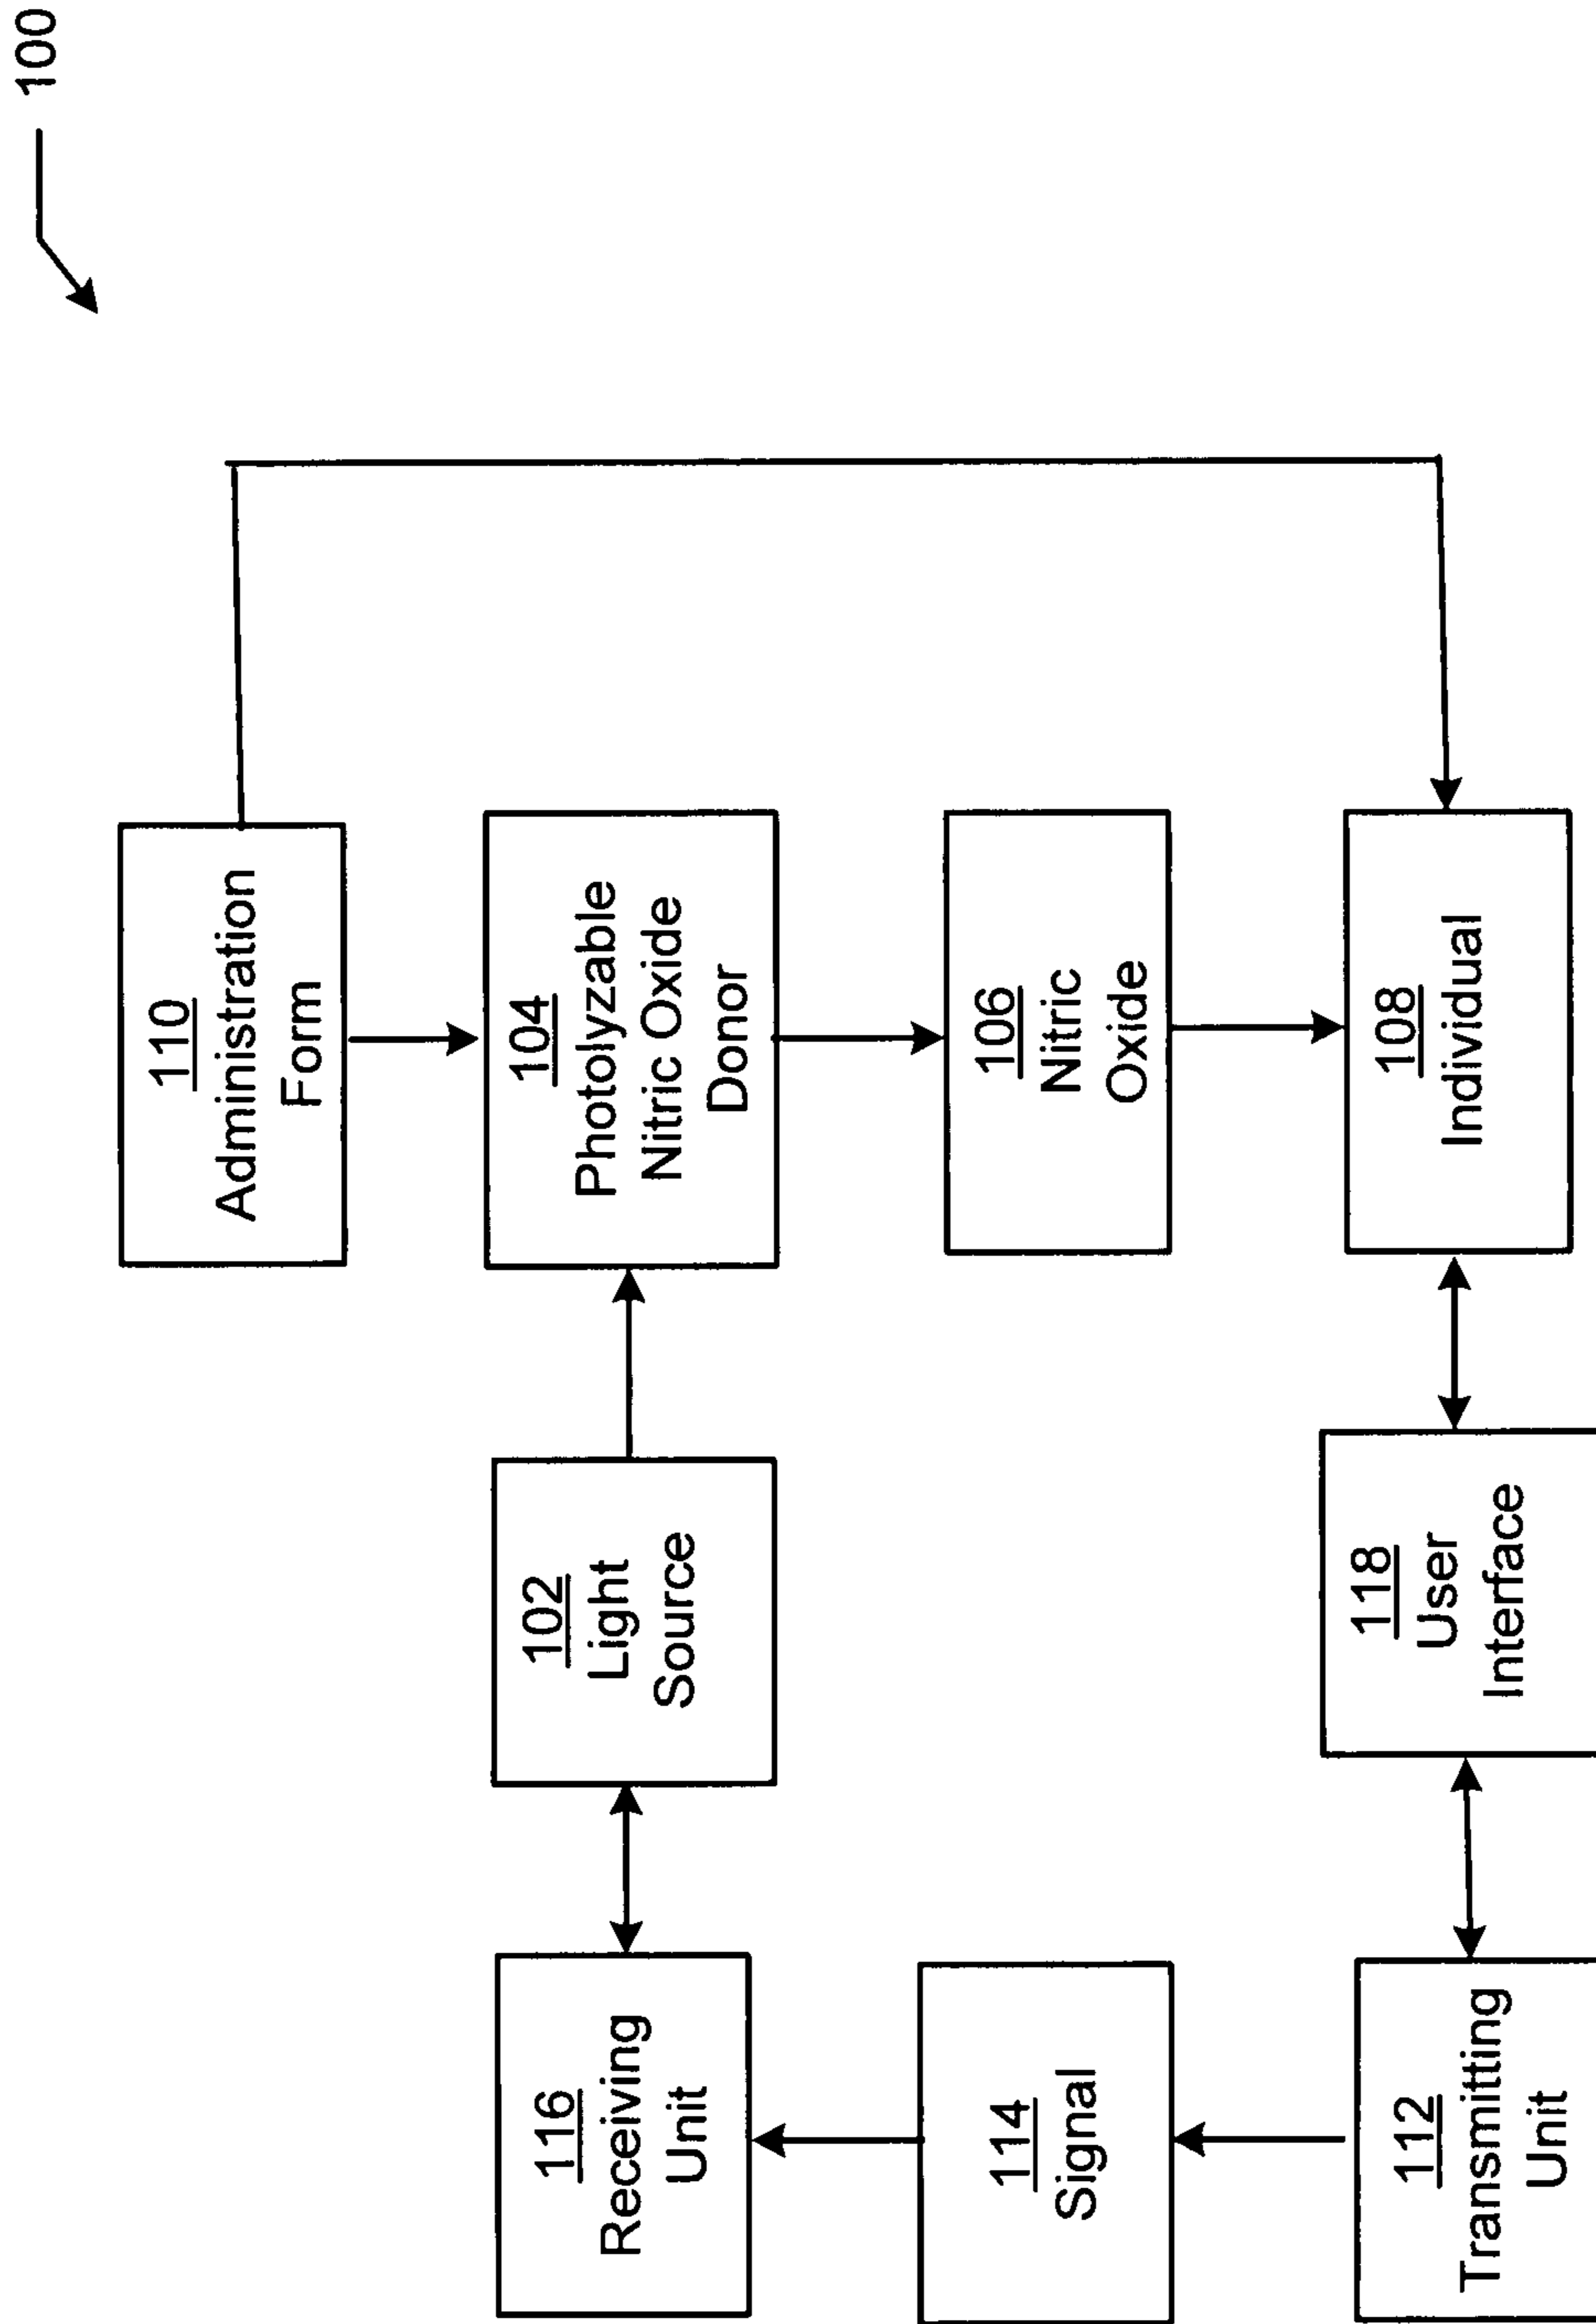 100
110
Administration
Form
116
Receiving
Unit
102
Light
Source
104
Photolyzable
Nitric Oxide
Donor
114
Signal
106
Nitric
Oxide
112
Transmitting
Unit
118
User
Interface
108
Individual